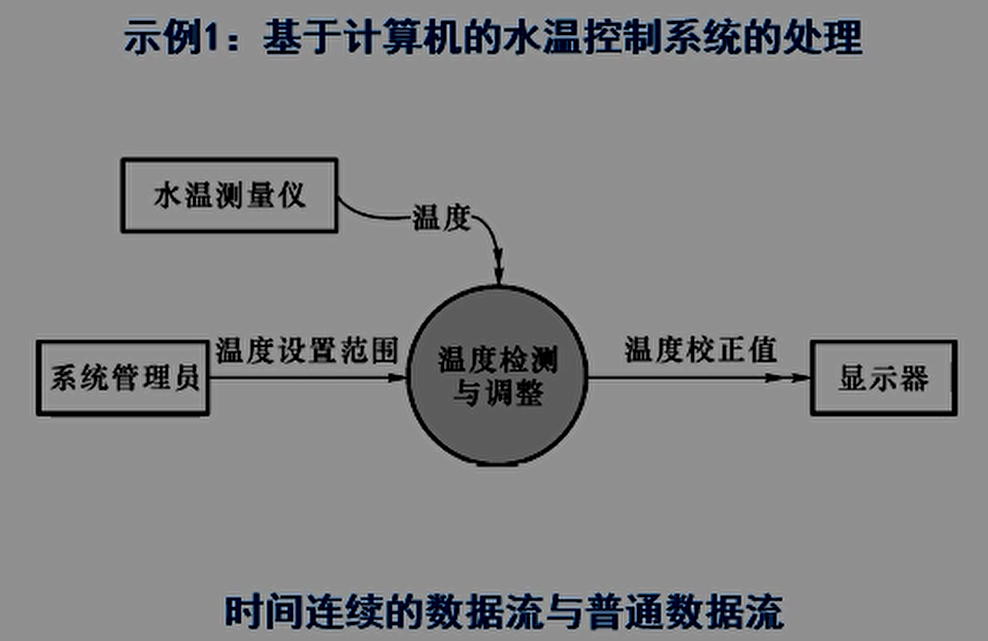 示例1：基于计算机的水温控制系统的处理
水温测量仪
温度
系统管理员
温度设置范围
温度检测
与调整
温度校正值
显示器
时间连续的数据流与普通数据流